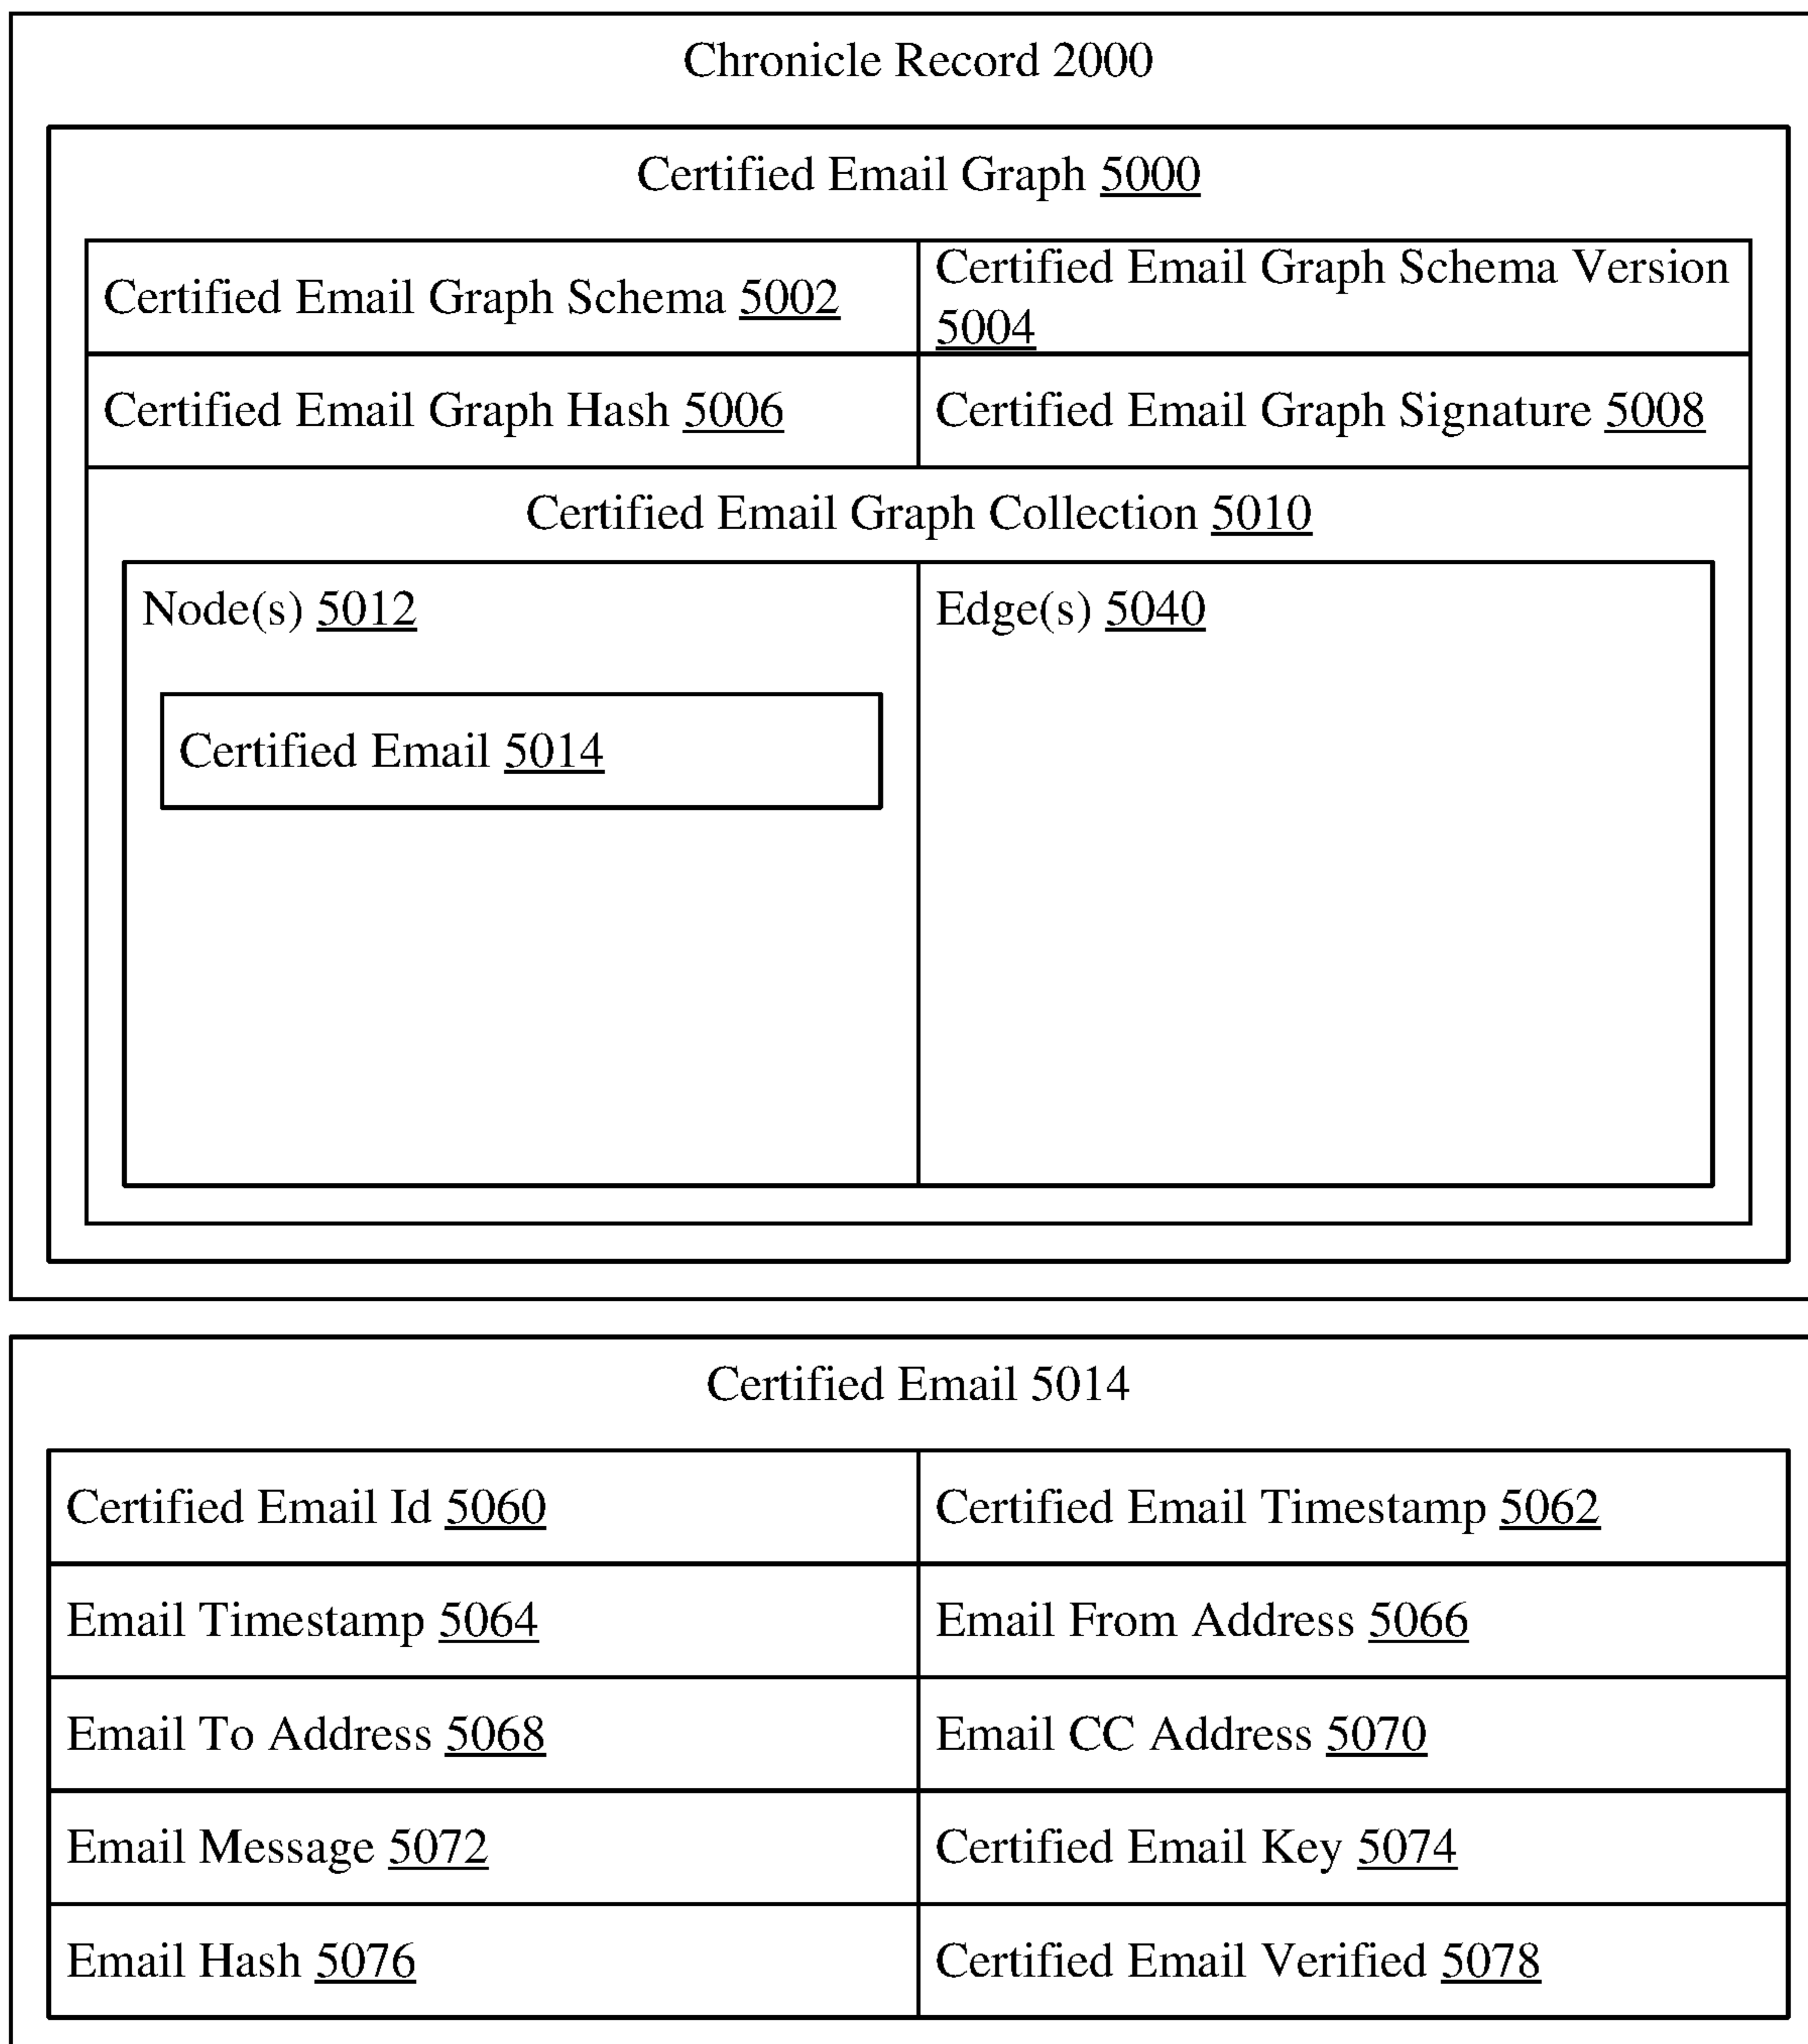 Chronicle Record 2000
Certified Email Graph 5000
Certified Email Graph Schema 5002
Certified Email Graph Schema Version
5004
Certified Email Graph Hash 5006
Certified Email Graph Signature 5008
Certified Email Graph Collection 5010
Node(s) 5012
Edge(s) 5040
Certified Email 5014
Certified Email 5014
Certified Email Id 5060
Certified Email Timestamp 5062
Email Timestamp 5064
Email From Address 5066
Email To Address 5068
Email CC Address 5070
Email Message 5072
Certified Email Key 5074
Email Hash 5076
Certified Email Verified 5078